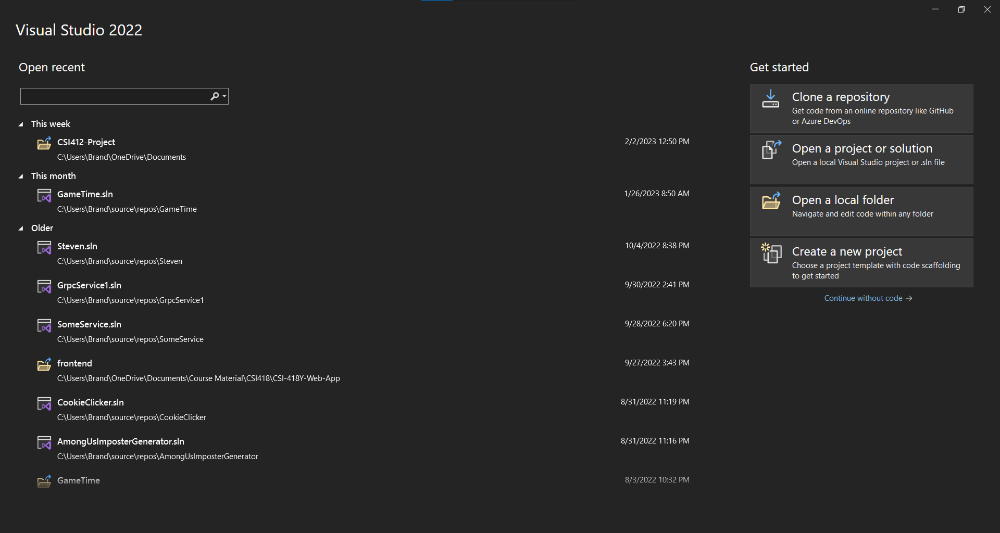 Visual Studio 2022
Open recent
This week
CSI412-Project
2/2/2023 12:50 PM
C:\Users\Brand\OneDrive\Documents
This month
GameTime.sln
1/26/2023 8:50 AM
C:\Users\Brand\source\repos\GameTime
Older
Steven.sln
10/4/2022 8:38 PM
C:\Users\Brand\source\repos\Steven
GrpcService1.sln
9/30/2022 2:41 PM
C:\Users\Brand\source\repos\GrpcService1
SomeService.sln
9/28/2022 6:20 PM
C:\Users\Brand\source\repos\SomeService
frontend
9/27/2022 3:43 PM
C:\Users\Brand\OneDrive\Documents\Course Material\CSI418\CSI-418Y-Web-App
CookieClicker.sln
8/31/2022 11:19 PM
C:\Users\Brand\source\repos\CookieClicker
AmongUsImposterGenerator.sln
8/31/2022 11:16 PM
C:\Users\Brand\source\repos\AmongUsImposterGenerator
GameTime
8/3/2022 10:32 PM
Get started
Clone a repository
Get code from an online repository like GitHub
or Azure DevOps
Open a project or solution
Open a local Visual Studio project or .sln file
Open a local folder
Navigate and edit code within any folder
Create a new project
Choose a project template with code scaffolding
to get started
Continue without code →